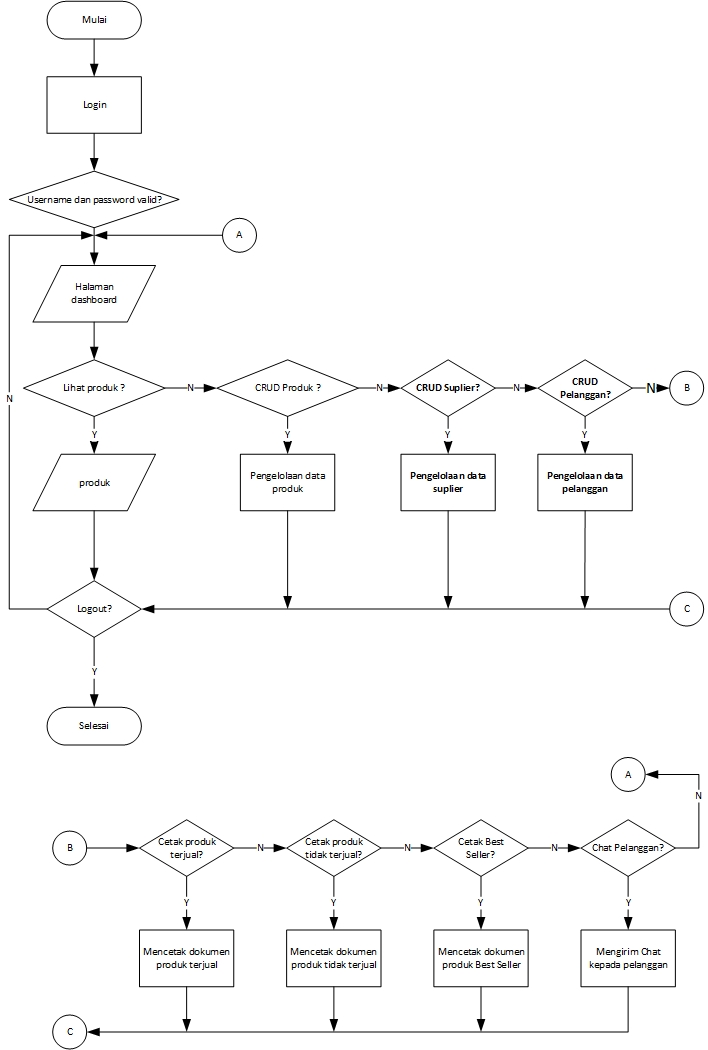 Mulai
Login
Username dan password valid?
A
Halaman
dashboard
Lihat produk ?
N
CRUD Produk ?
N
CRUD Suplier?
N
CRUD
Pelanggan?
N
B
N
Y
Y
Y
Y
produk
Pengelolaan data
produk
Pengelolaan data
suplier
Pengelolaan data
pelanggan
Logout?
C
Y
Selesai
A
N
B
Cetak produk
terjual?
N
Cetak produk
tidak terjual?
N
Cetak Best
Seller?
N
Chat Pelanggan?
Y
Y
Y
Y
Mencetak dokumen
produk terjual
Mencetak dokumen
produk tidak terjual
Mencetak dokumen
produk Best Seller
Mengirim Chat
kepada pelanggan
C